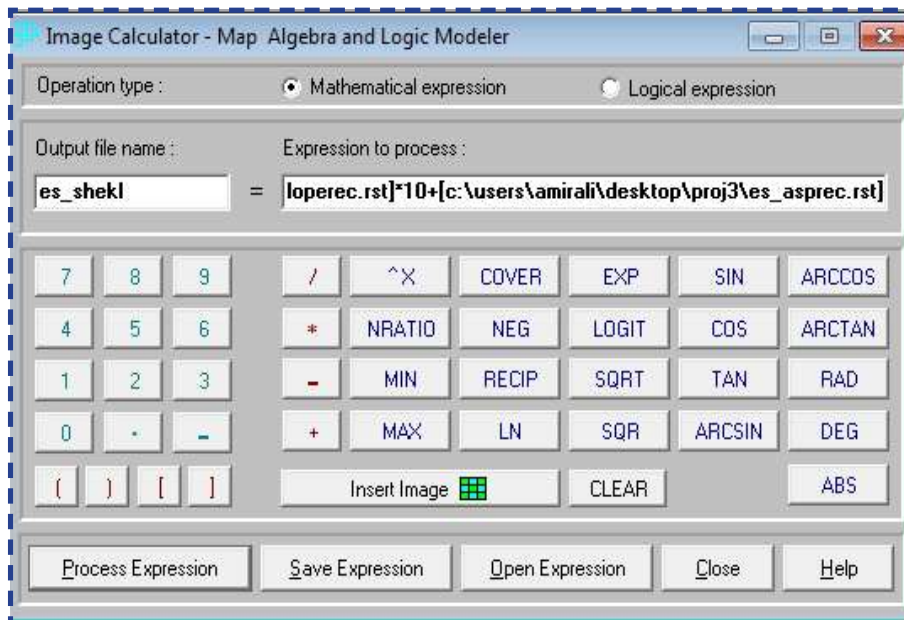 Image Calculator - Map Algebra and Logic Modeler
Operation type : Mathematical expression Logical expression
Output file name : Expression to process :
es_shekl = loperec.rst]*10+[c:\users\amirali\desktop\proj3\es_asprec.rst]
7 8 9 / ^X COVER EXP SIN ARCCOS
4 5 6 * NRATIO NEG LOGIT COS ARCTAN
1 2 3 - MIN RECIP SQRT TAN RAD
0 . - + MAX LN SQR ARCSIN DEG
( ) [ ] Insert Image CLEAR ABS
Process Expression Save Expression Open Expression Close Help